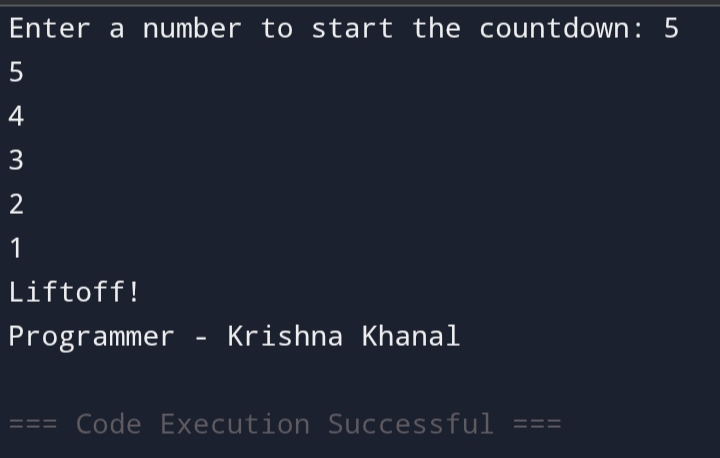 Enter a number to start the countdown: 5
5
4
3
2
1
Liftoff!
Programmer - Krishna Khanal
=== Code Execution Successful ===